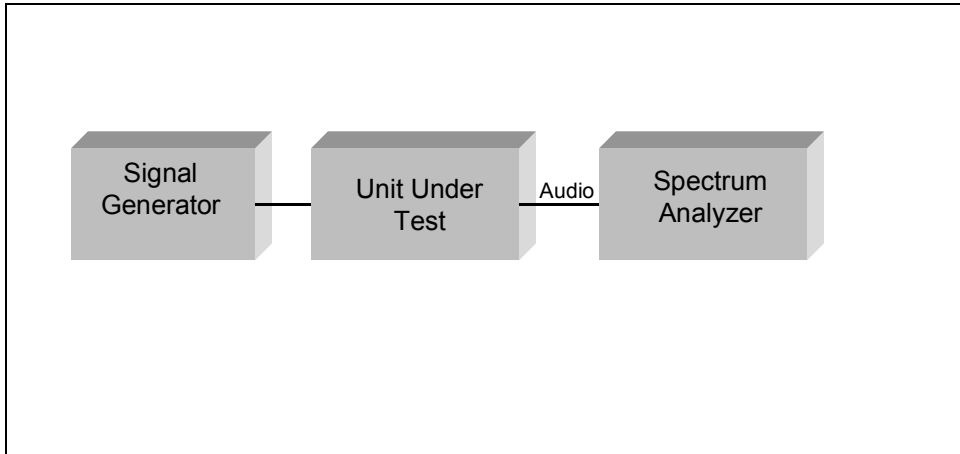 Signal
Generator
Unit Under
Test
Audio
Spectrum
Analyzer